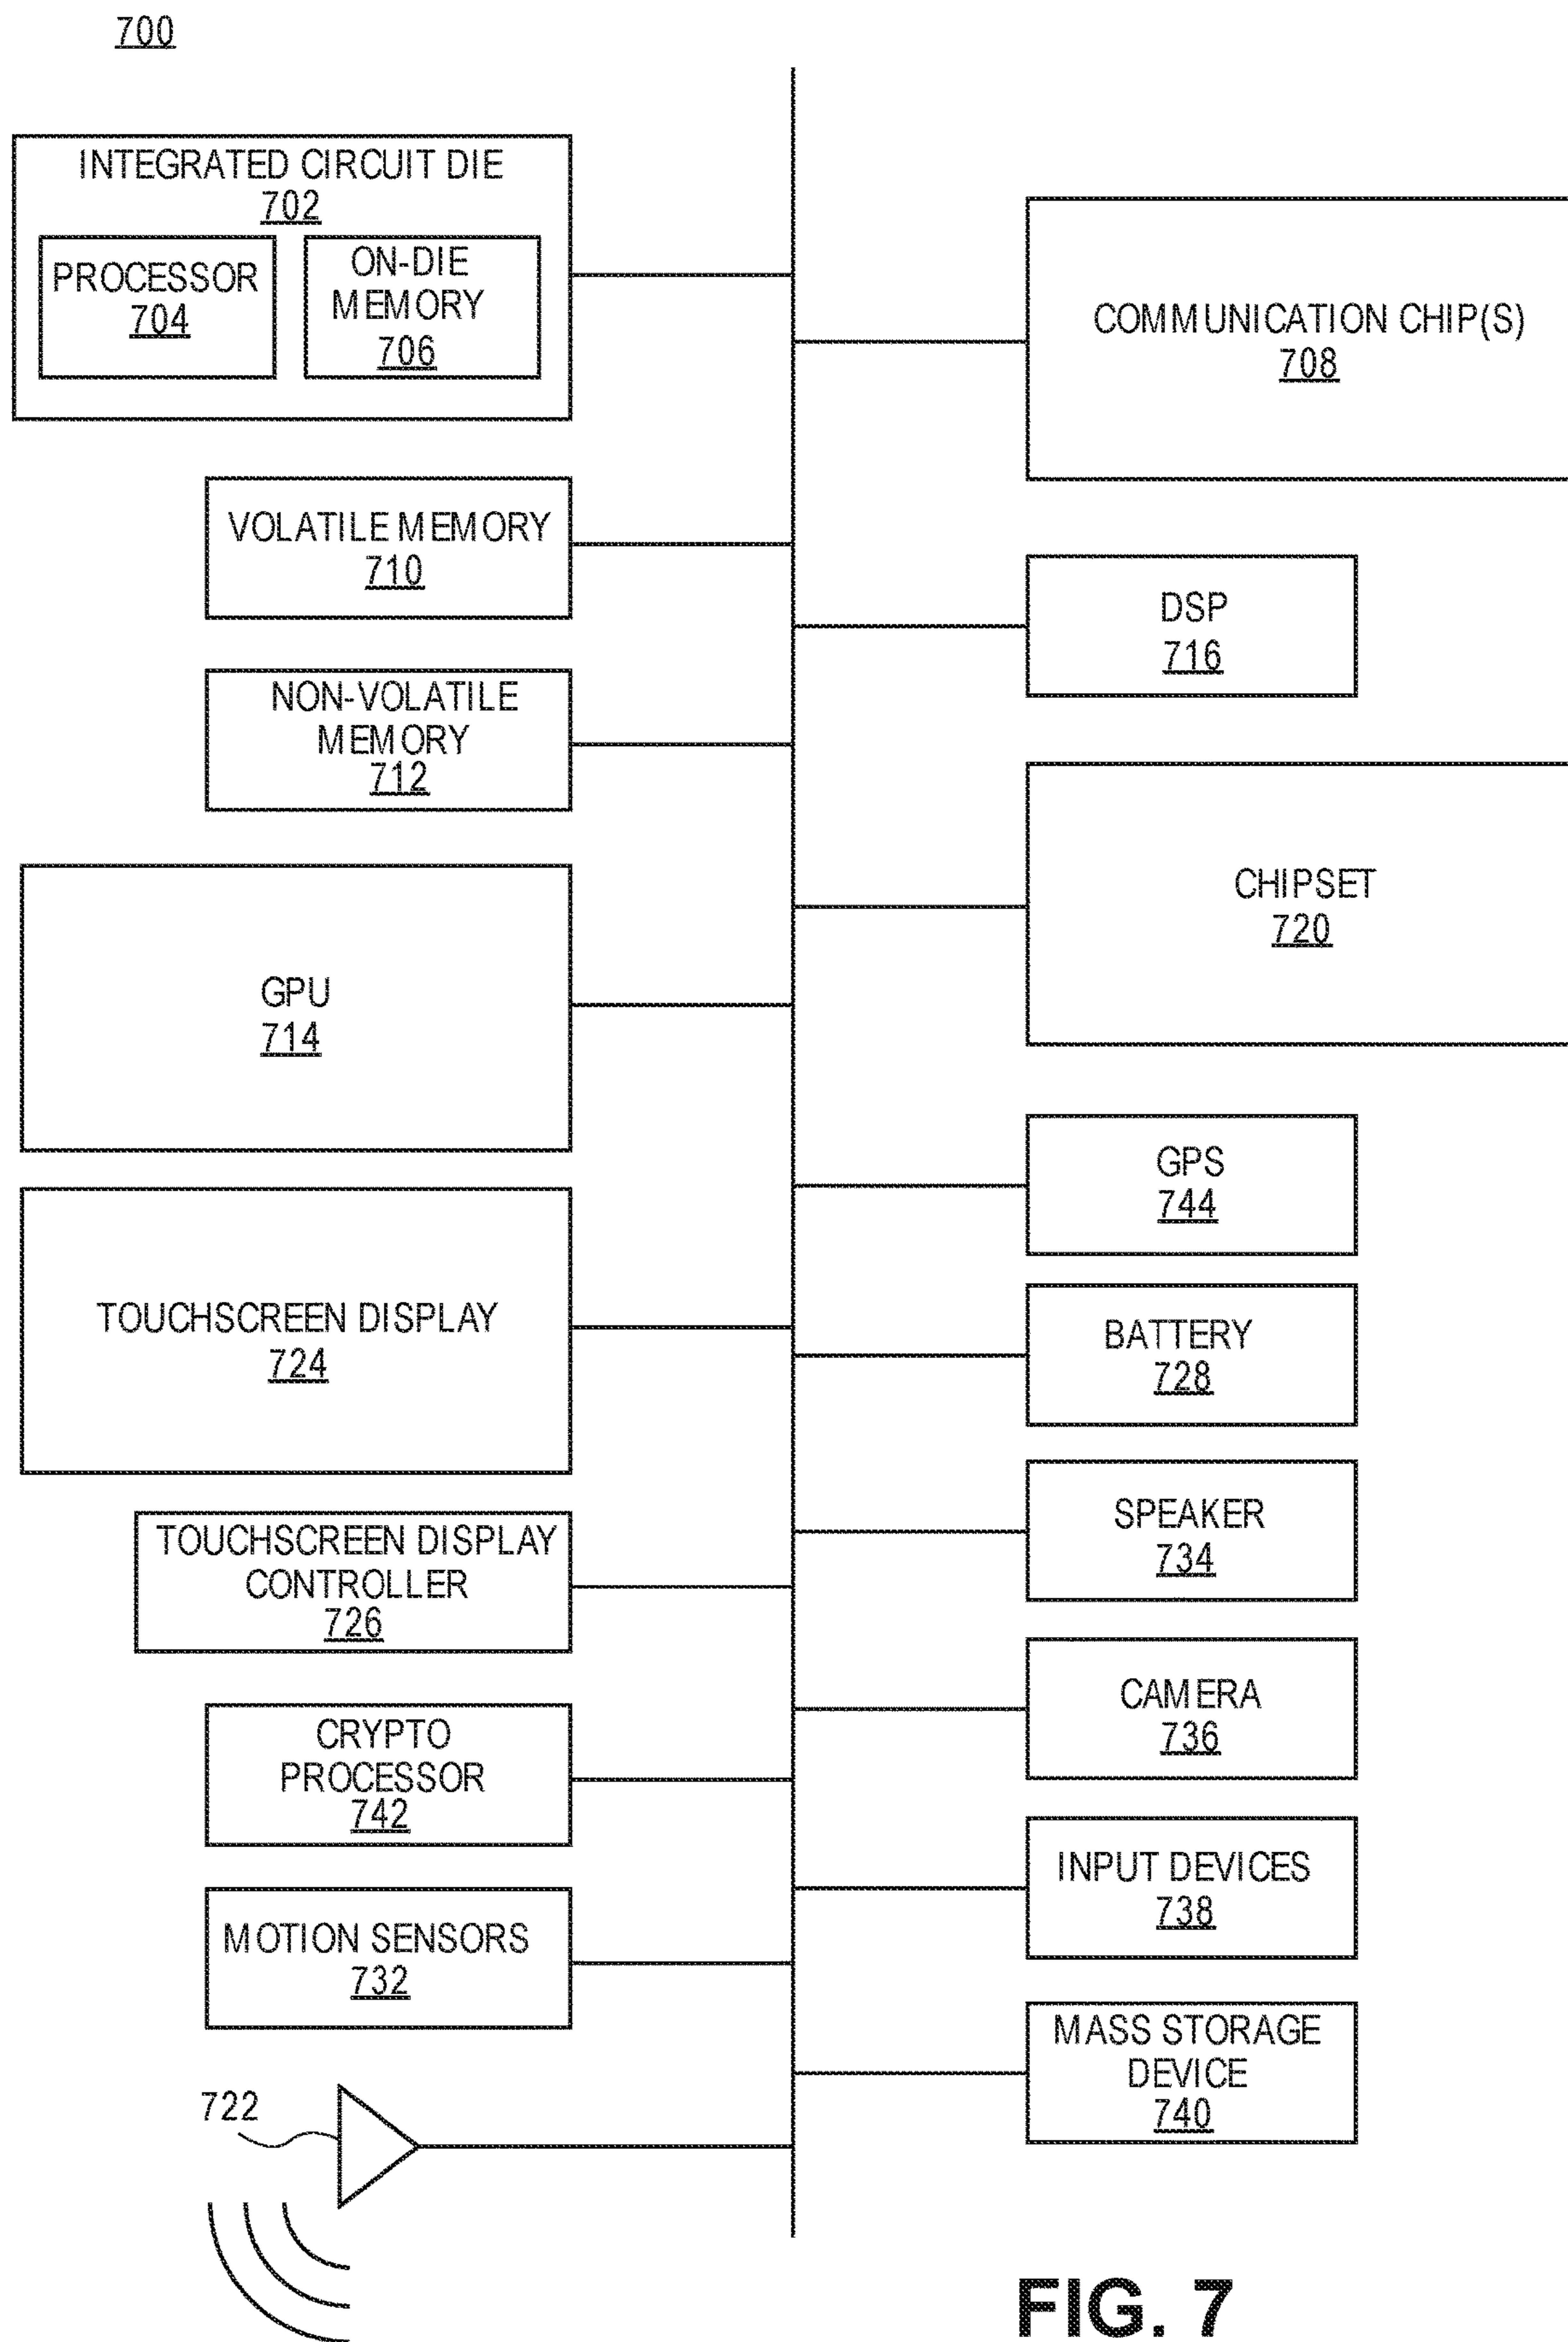 700
INTEGRATED CIRCUIT DIE
702
PROCESSOR
704
ON-DIE
MEMORY
706
COMMUNICATION CHIP(S)
708
VOLATILE MEMORY
710
DSP
716
NON-VOLATILE
MEMORY
712
CHIPSET
720
GPU
714
GPS
744
TOUCHSCREEN DISPLAY
724
BATTERY
728
SPEAKER
734
TOUCHSCREEN DISPLAY
CONTROLLER
726
CAMERA
736
CRYPTO
PROCESSOR
742
INPUT DEVICES
738
MOTION SENSORS
732
MASS STORAGE
DEVICE
740
722
FIG. 7